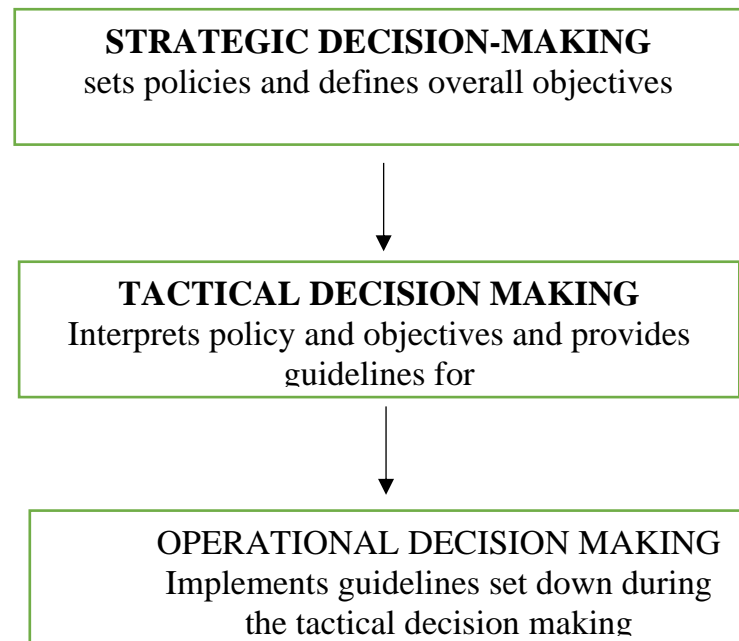 STRATEGIC DECISION-MAKING
sets policies and defines overall objectives
TACTICAL DECISION MAKING
Interprets policy and objectives and provides
guidelines for
OPERATIONAL DECISION MAKING
Implements guidelines set down during
the tactical decision making